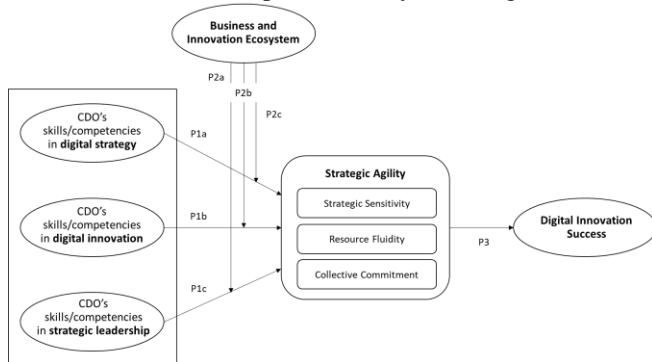 Business and
Innovation Ecosystem
P2a
P2b
P2c
CDO's
skills/competencies
in digital strategy
P1a
CDO's
skills/competencies
in digital innovation
P1b
CDO's
skills/competencies
in strategic leadership
P1c
Strategic Agility
Strategic Sensitivity
Resource Fluidity
Collective Commitment
P3
Digital Innovation
Success